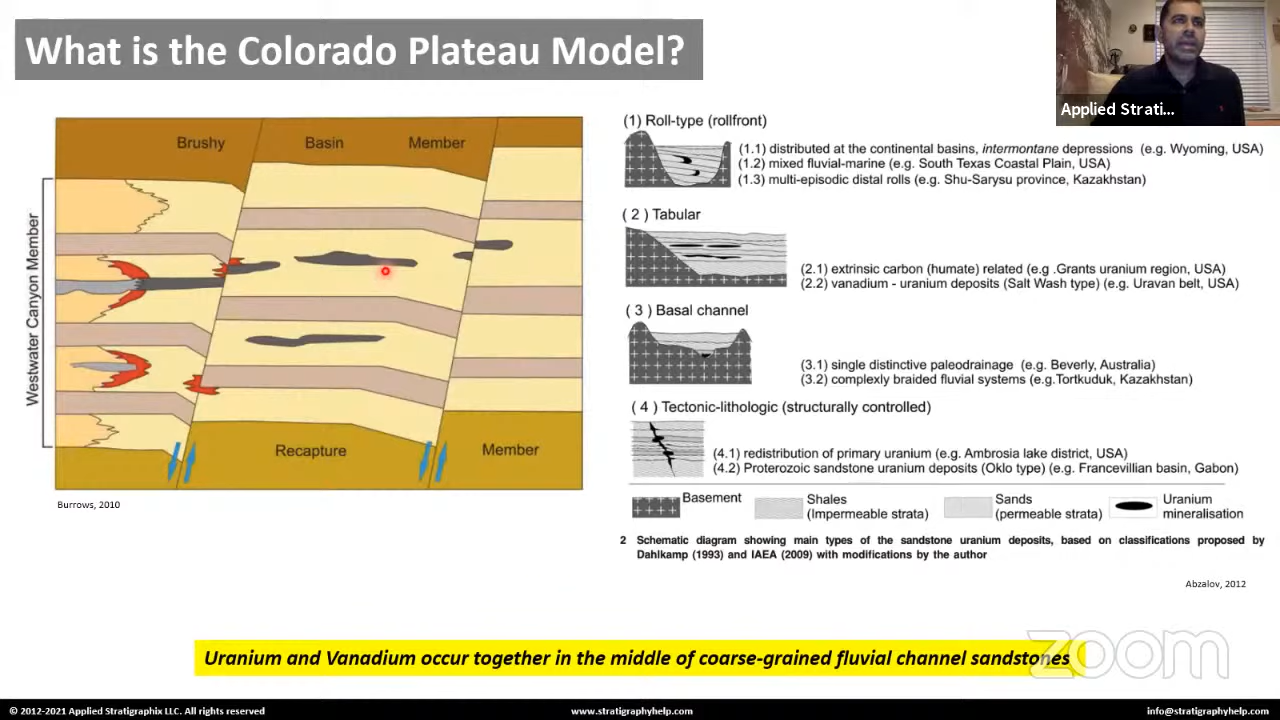 What is the Colorado Plateau Model?
Applied Strati...
Brushy Basin Member
Westwater Canyon Member
Recapture Member
Burrows, 2010
(1) Roll-type (rollfront)
(1.1) distributed at the continental basins, intermontane depressions (e.g. Wyoming, USA)
(1.2) mixed fluvial-marine (e.g. South Texas Coastal Plain, USA)
(1.3) multi-episodic distal rolls (e.g. Shu-Sarysu province, Kazakhstan)
( 2 ) Tabular
(2.1) extrinsic carbon (humate) related (e.g .Grants uranium region, USA)
(2.2) vanadium - uranium deposits (Salt Wash type) (e.g. Uravan belt, USA)
( 3 ) Basal channel
(3.1) single distinctive paleodrainage (e.g. Beverly, Australia)
(3.2) complexly braided fluvial systems (e.g.Tortkuduk, Kazakhstan)
( 4 ) Tectonic-lithologic (structurally controlled)
(4.1) redistribution of primary uranium (e.g. Ambrosia lake district, USA)
(4.2) Proterozoic sandstone uranium deposits (Oklo type) (e.g. Francevillian basin, Gabon)
Basement
Shales
(Impermeable strata)
Sands
(permeable strata)
Uranium
mineralisation
2 Schematic diagram showing main types of the sandstone uranium deposits, based on classifications proposed by
Dahlkamp (1993) and IAEA (2009) with modifications by the author
Abzalov, 2012
Uranium and Vanadium occur together in the middle of coarse-grained fluvial channel sandstones
zoom
© 2012-2021 Applied Stratigraphix LLC. All rights reserved
www.stratigraphyhelp.com
info@stratigraphyhelp.com